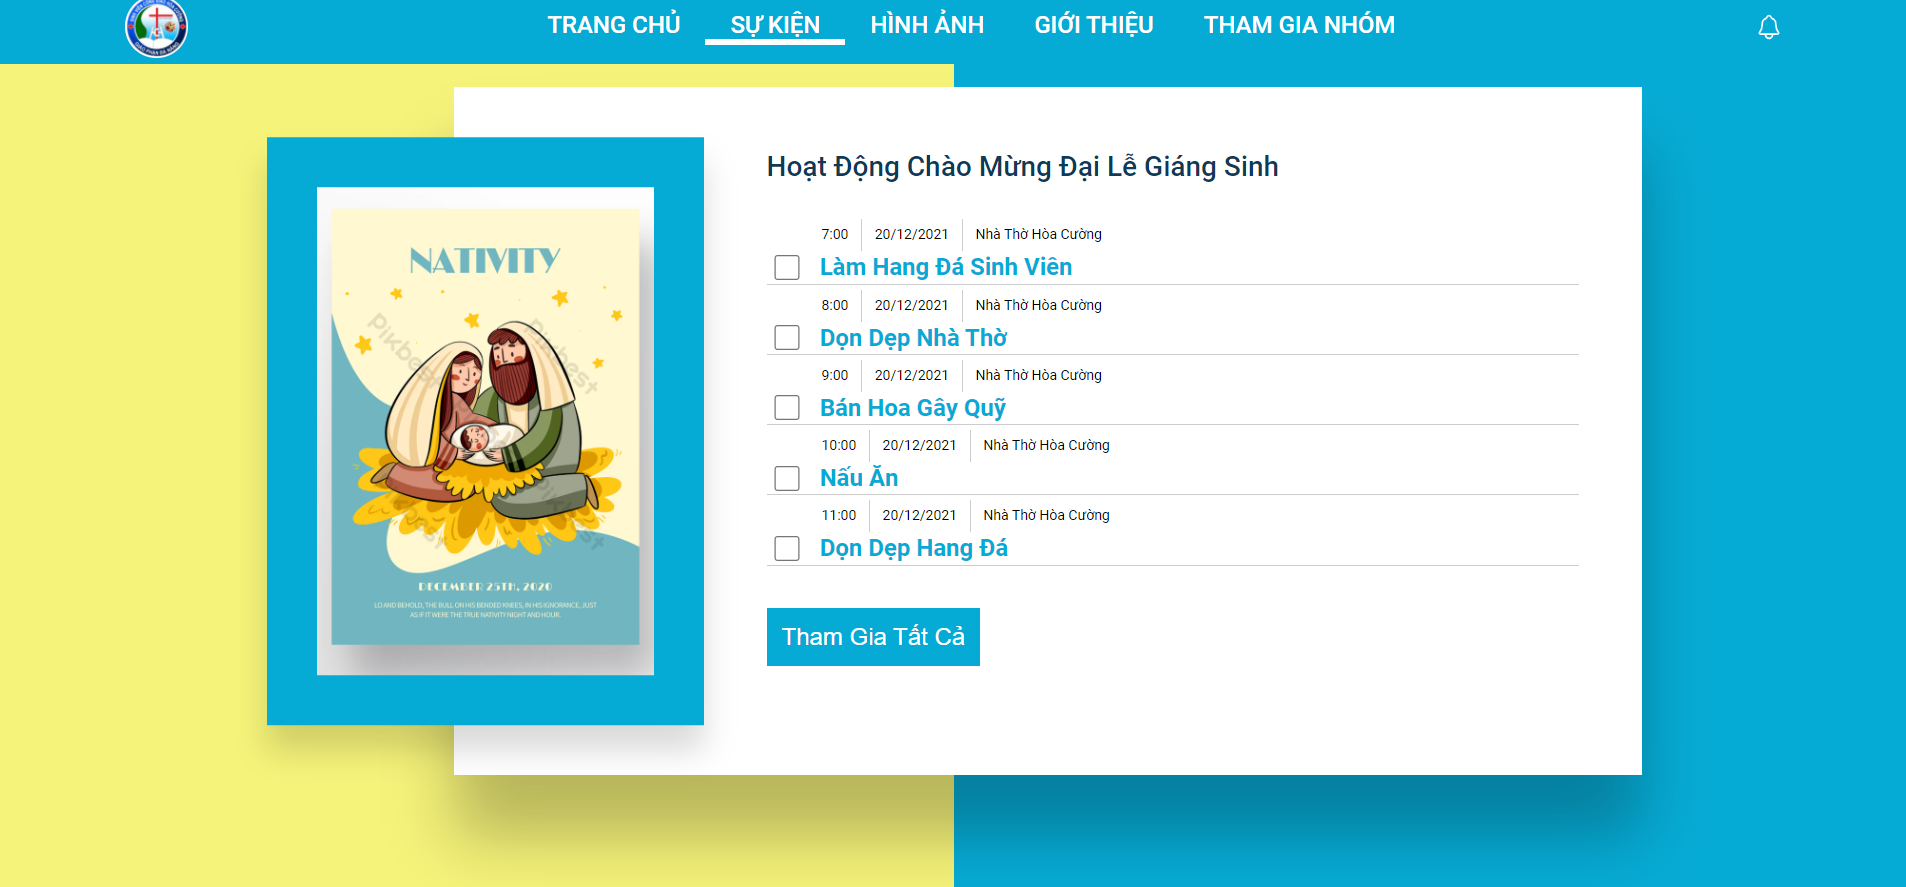 TRANG CHỦ SỰ KIỆN HÌNH ẢNH GIỚI THIỆU THAM GIA NHÓM
NATIVITY
Pikbest
Pikbest
DECEMBER 25TH, 2020
LO AND BEHOLD, THE BULL ON HIS BENDED KNEES, IN HIS IGNORANCE, JUST
AS IF IT WERE THE TRUE NATIVITY NIGHT AND HOUR.
Hoạt Động Chào Mừng Đại Lễ Giáng Sinh
7:00 20/12/2021 Nhà Thờ Hòa Cường
Làm Hang Đá Sinh Viên
8:00 20/12/2021 Nhà Thờ Hòa Cường
Dọn Dẹp Nhà Thờ
9:00 20/12/2021 Nhà Thờ Hòa Cường
Bán Hoa Gây Quỹ
10:00 20/12/2021 Nhà Thờ Hòa Cường
Nấu Ăn
11:00 20/12/2021 Nhà Thờ Hòa Cường
Dọn Dẹp Hang Đá
Tham Gia Tất Cả